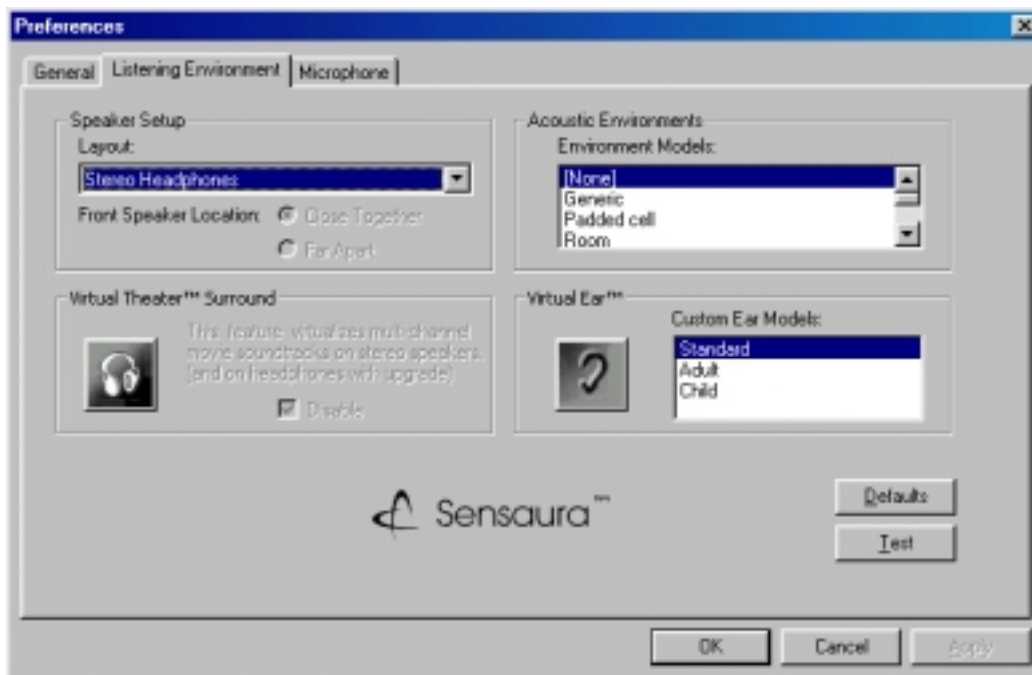 Preferences
General
Listening Environment
Microphone
Speaker Setup
Layout:
Stereo Headphones
Front Speaker Location:
Close Together
Far Apart
Acoustic Environments
Environment Models:
[None]
Generic
Padded cell
Room
Virtual Theater™ Surround
This feature virtualizes multi-channel
movie soundtracks on stereo speakers.
(and on headphones with upgrade)
Disable
Virtual Ear™
Custom Ear Models:
Standard
Adult
Child
Sensaura™
Defaults
Test
OK
Cancel
Apply